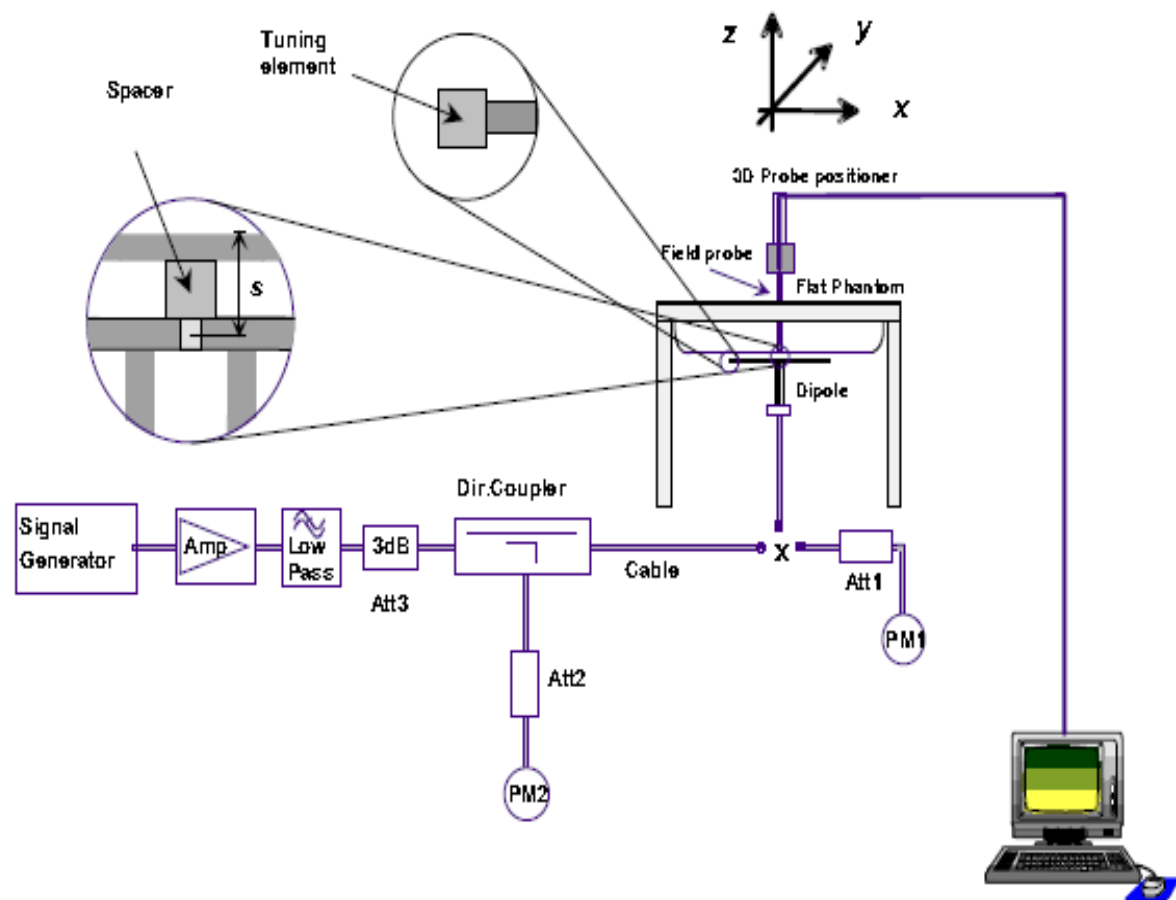 Tuning
element
Spacer
s
z
y
x
3D Probe positioner
Field probe
Flat Phantom
Dipole
Dir.Coupler
Signal
Generator
Amp
Low
Pass
3dB
Att3
Cable
X
Att1
PM1
Att2
PM2